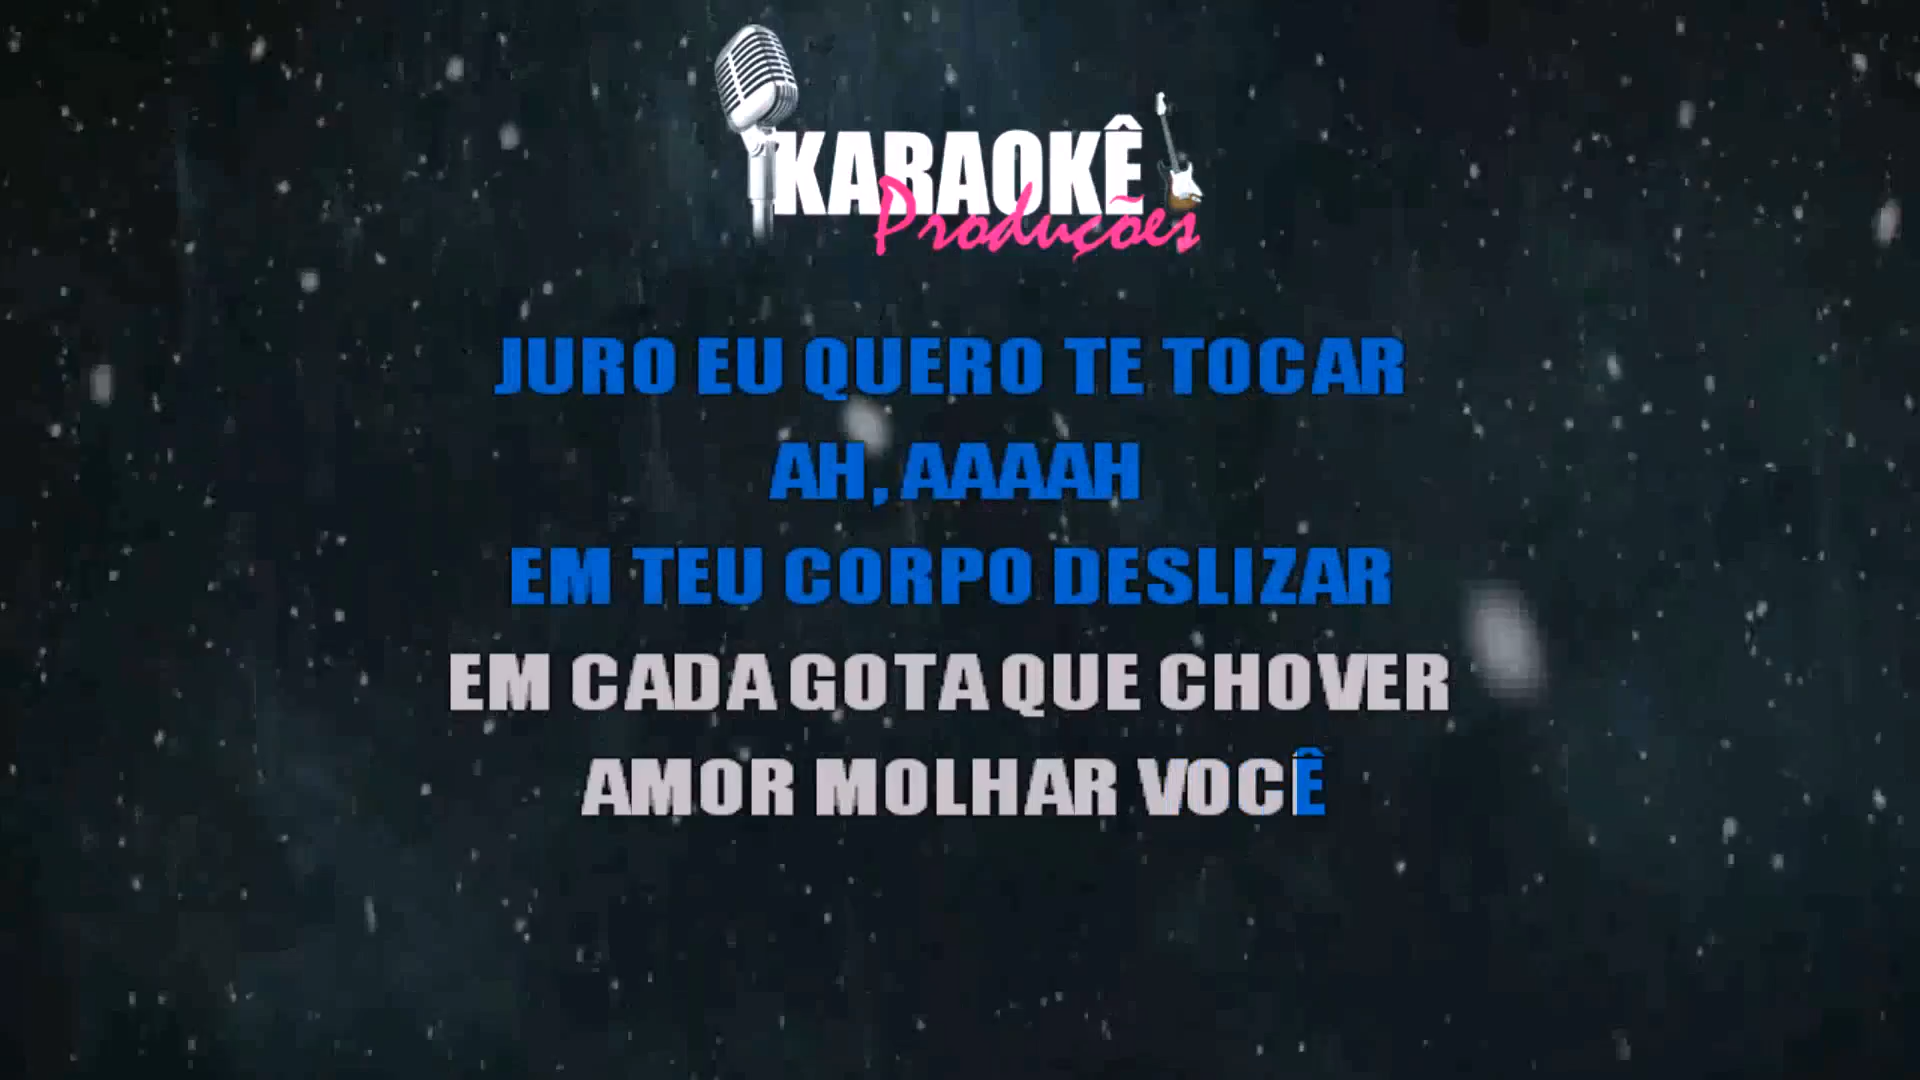 KARAOKÊ
Produções
JURO EU QUERO TE TOCAR
AH, AAAAH
EM TEU CORPO DESLIZAR
EM CADA GOTA QUE CHOVER
AMOR MOLHAR VOCÊ